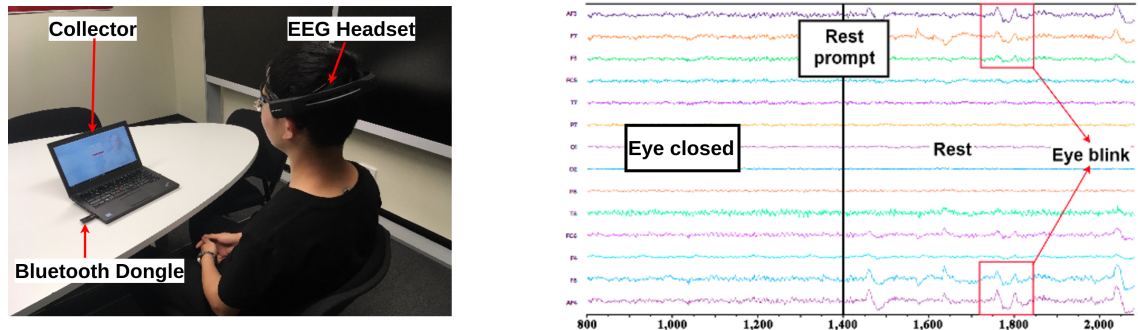 Collector
EEG Headset
Bluetooth Dongle
AF3
F7
F3
FC5
T7
P7
O1
O2
P8
T8
FC6
F4
F8
AF4
Rest
prompt
Eye closed
Rest
Eye blink
800
1,000
1,200
1,400
1,600
1,800
2,000